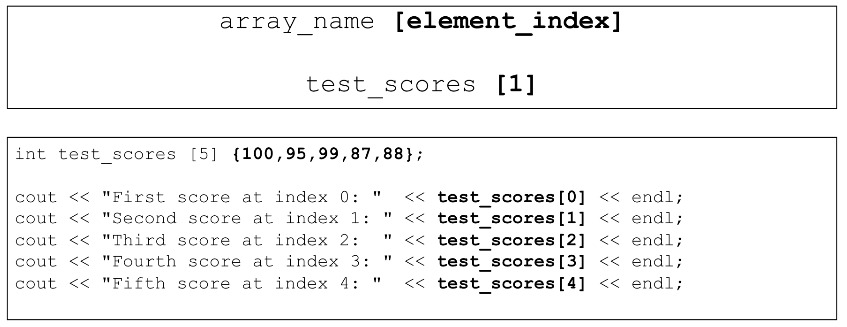 array_name [element_index]
test_scores [1]
int test_scores [5] {100,95,99,87,88};
cout << "First score at index 0: "  << test_scores[0] << endl;
cout << "Second score at index 1: " << test_scores[1] << endl;
cout << "Third score at index 2:  " << test_scores[2] << endl;
cout << "Fourth score at index 3: " << test_scores[3] << endl;
cout << "Fifth score at index 4: "  << test_scores[4] << endl;